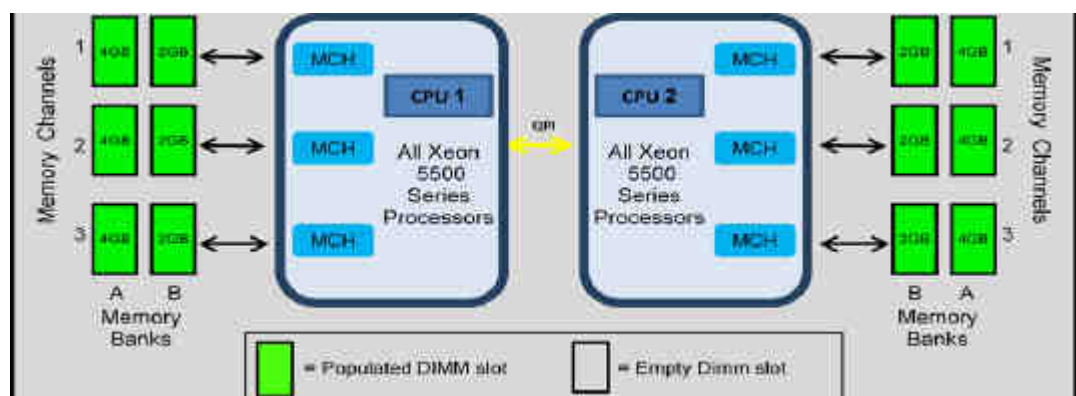 Memory Channels
1
4GB
2GB
MCH
CPU 1
2
4GB
2GB
MCH
All Xeon
5500
Series
Processors
3
4GB
2GB
MCH
A
B
Memory
Banks
QPI
MCH
CPU 2
2GB
4GB
1
MCH
All Xeon
5500
Series
Processors
2GB
4GB
2
MCH
2GB
4GB
3
B
A
Memory
Banks
Memory Channels
= Populated DIMM slot
= Empty Dimm slot